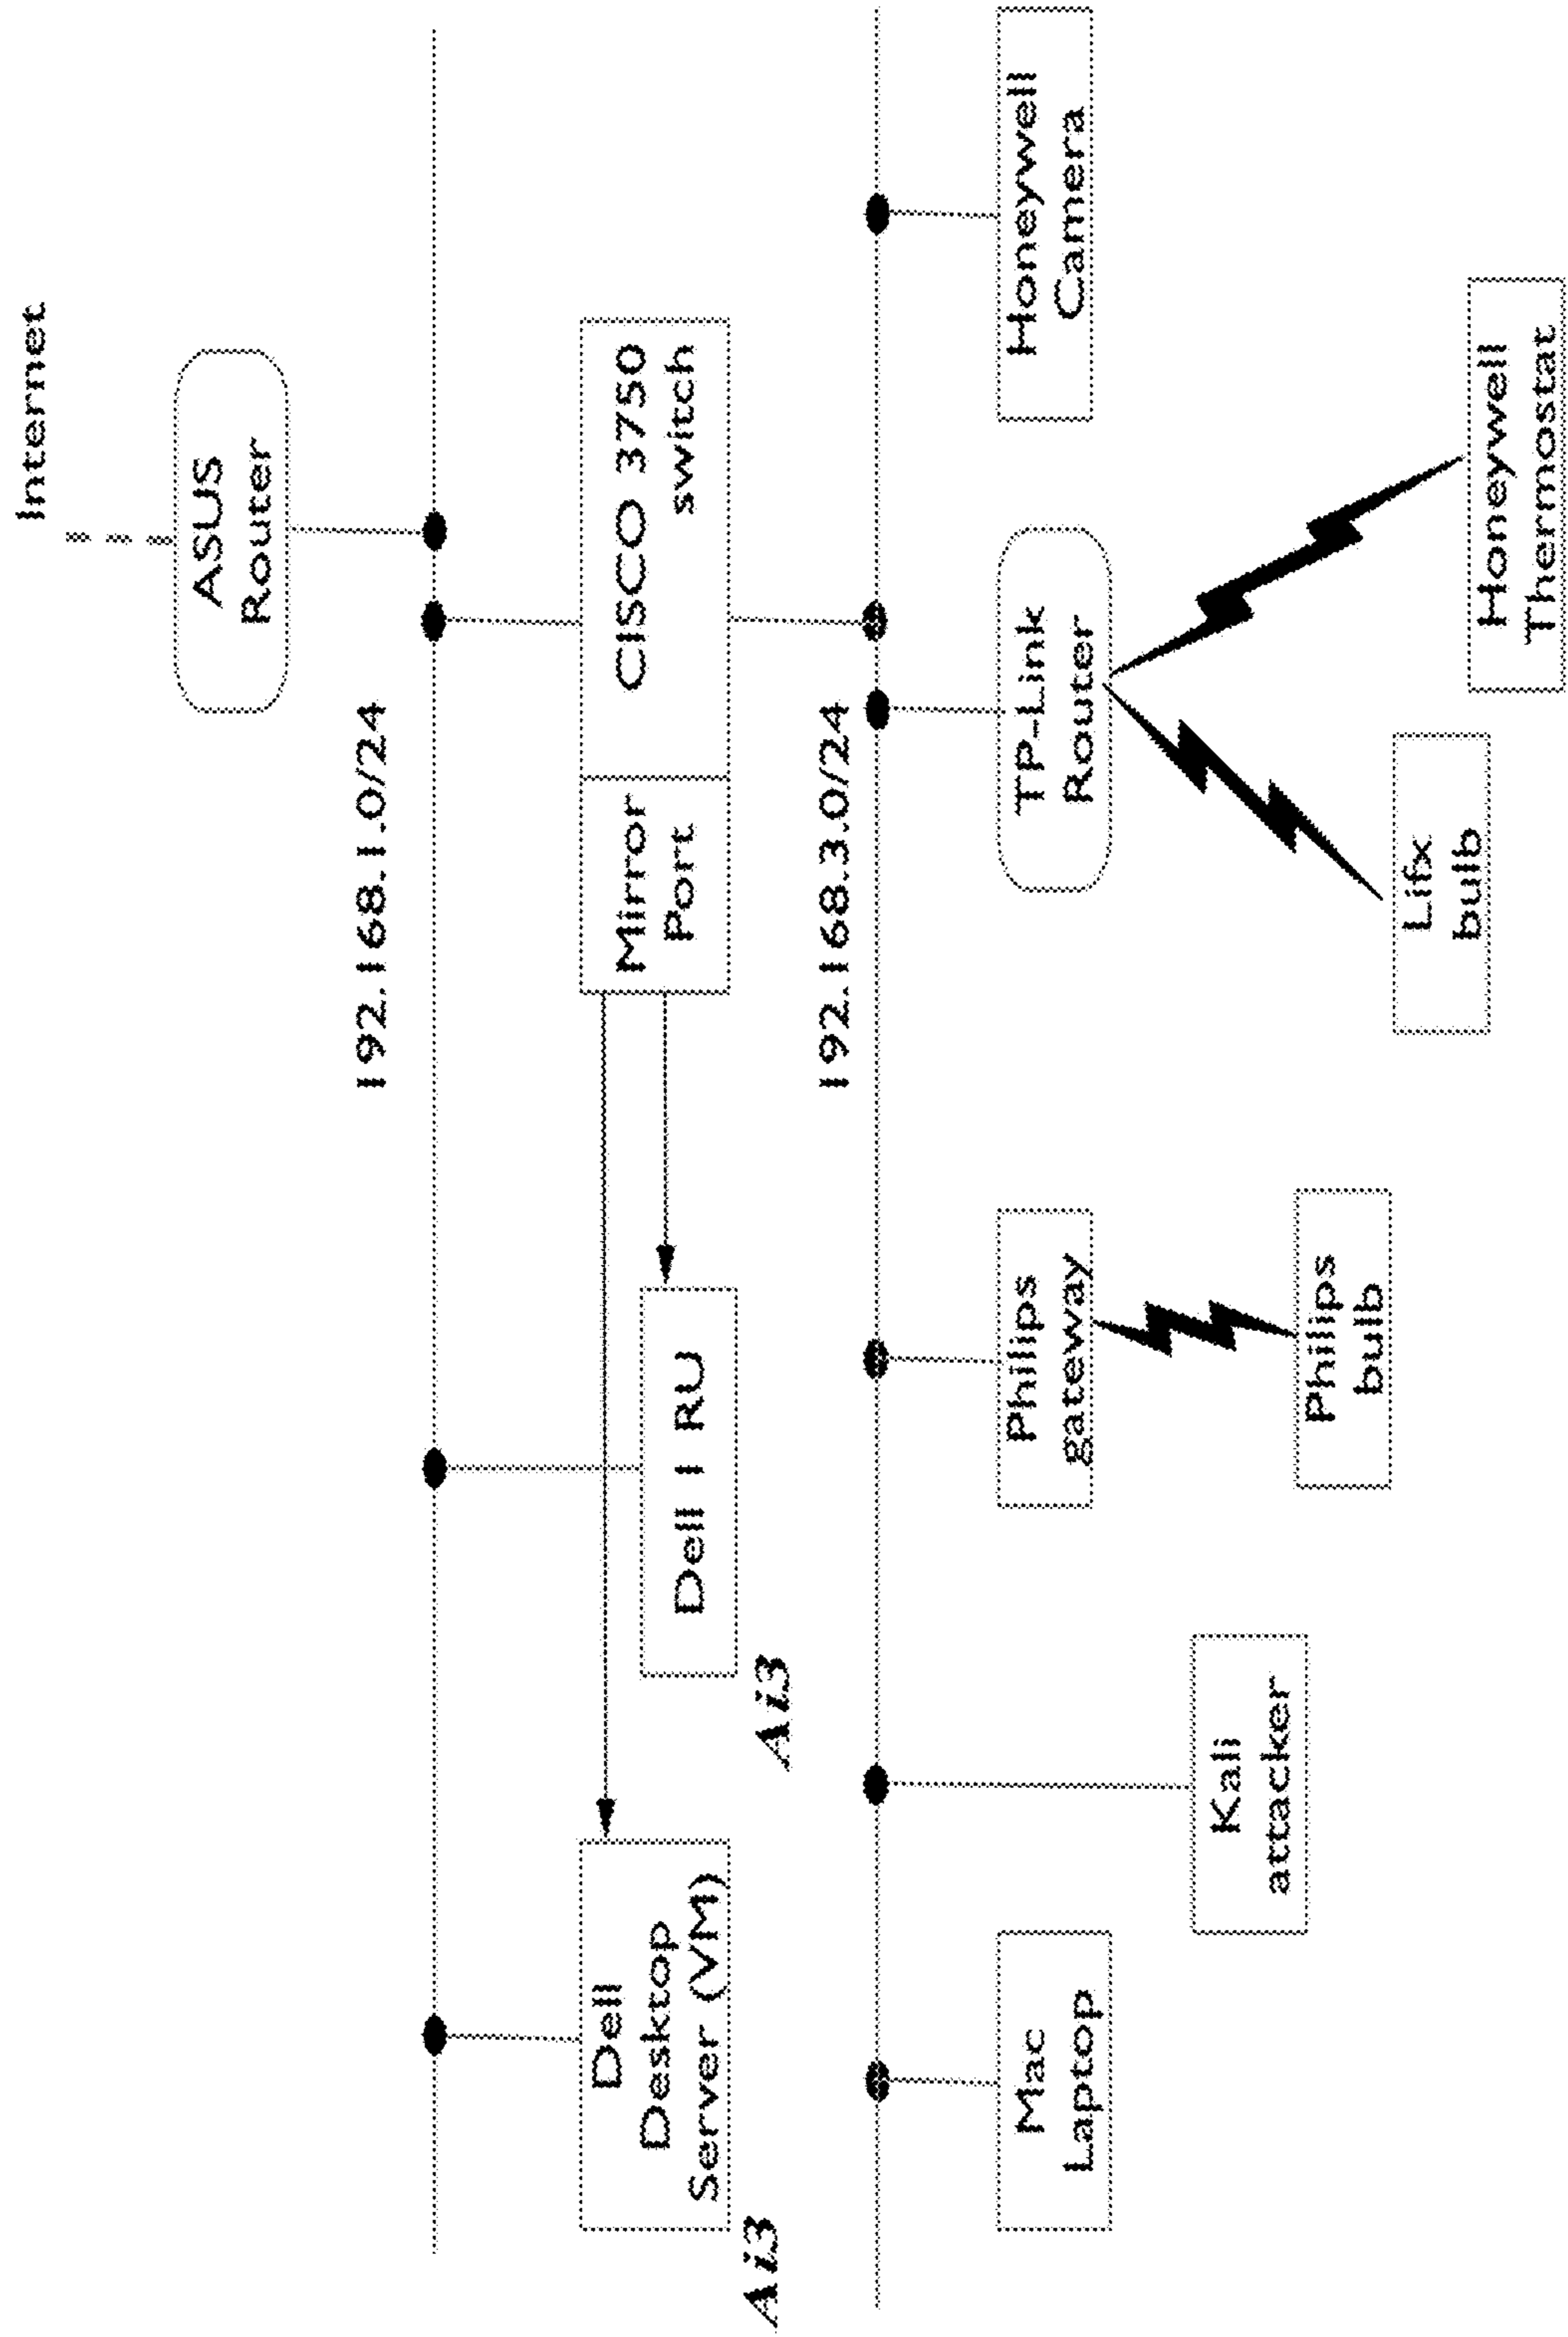 Internet
ASUS
Router
192.168.1.0/24
Dell
Desktop
Server (VM)
Ai3
Dell 1 RU
Ai3
Mirror
Port
CISCO 3750
switch
192.168.3.0/24
Mac
Laptop
Kali
attacker
Philips
gateway
Philips
bulb
TP-Link
Router
Lifx
bulb
Honeywell
Thermostat
Honeywell
Camera